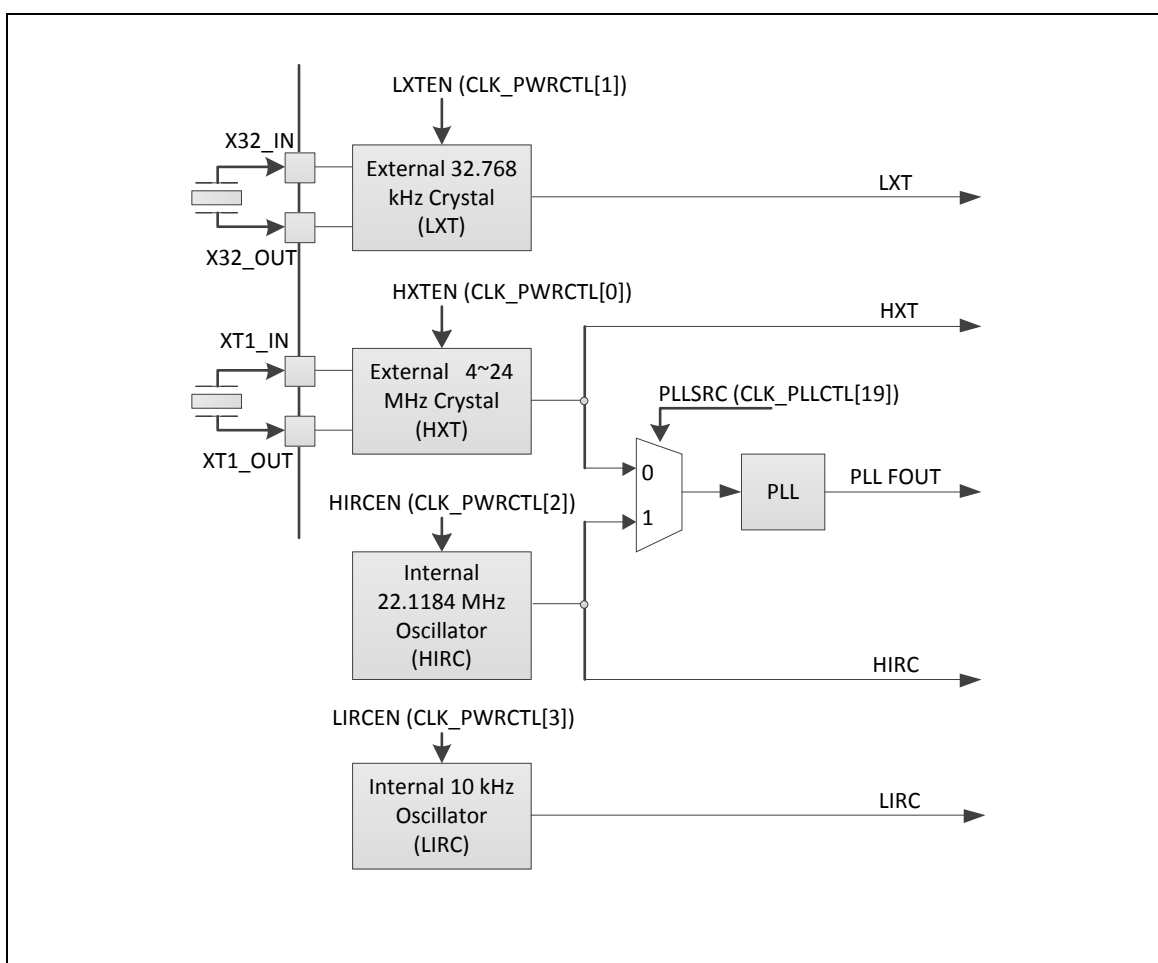 LXTEN (CLK_PWRCTL[1])
X32_IN
External 32.768
kHz Crystal
(LXT)
LXT
X32_OUT
HXTEN (CLK_PWRCTL[0])
HXT
XT1_IN
External 4~24
MHz Crystal
(HXT)
PLLSRC (CLK_PLLCTL[19])
XT1_OUT
0
PLL
PLL FOUT
HIRCEN (CLK_PWRCTL[2])
1
Internal
22.1184 MHz
Oscillator
(HIRC)
HIRC
LIRCEN (CLK_PWRCTL[3])
Internal 10 kHz
Oscillator
(LIRC)
LIRC